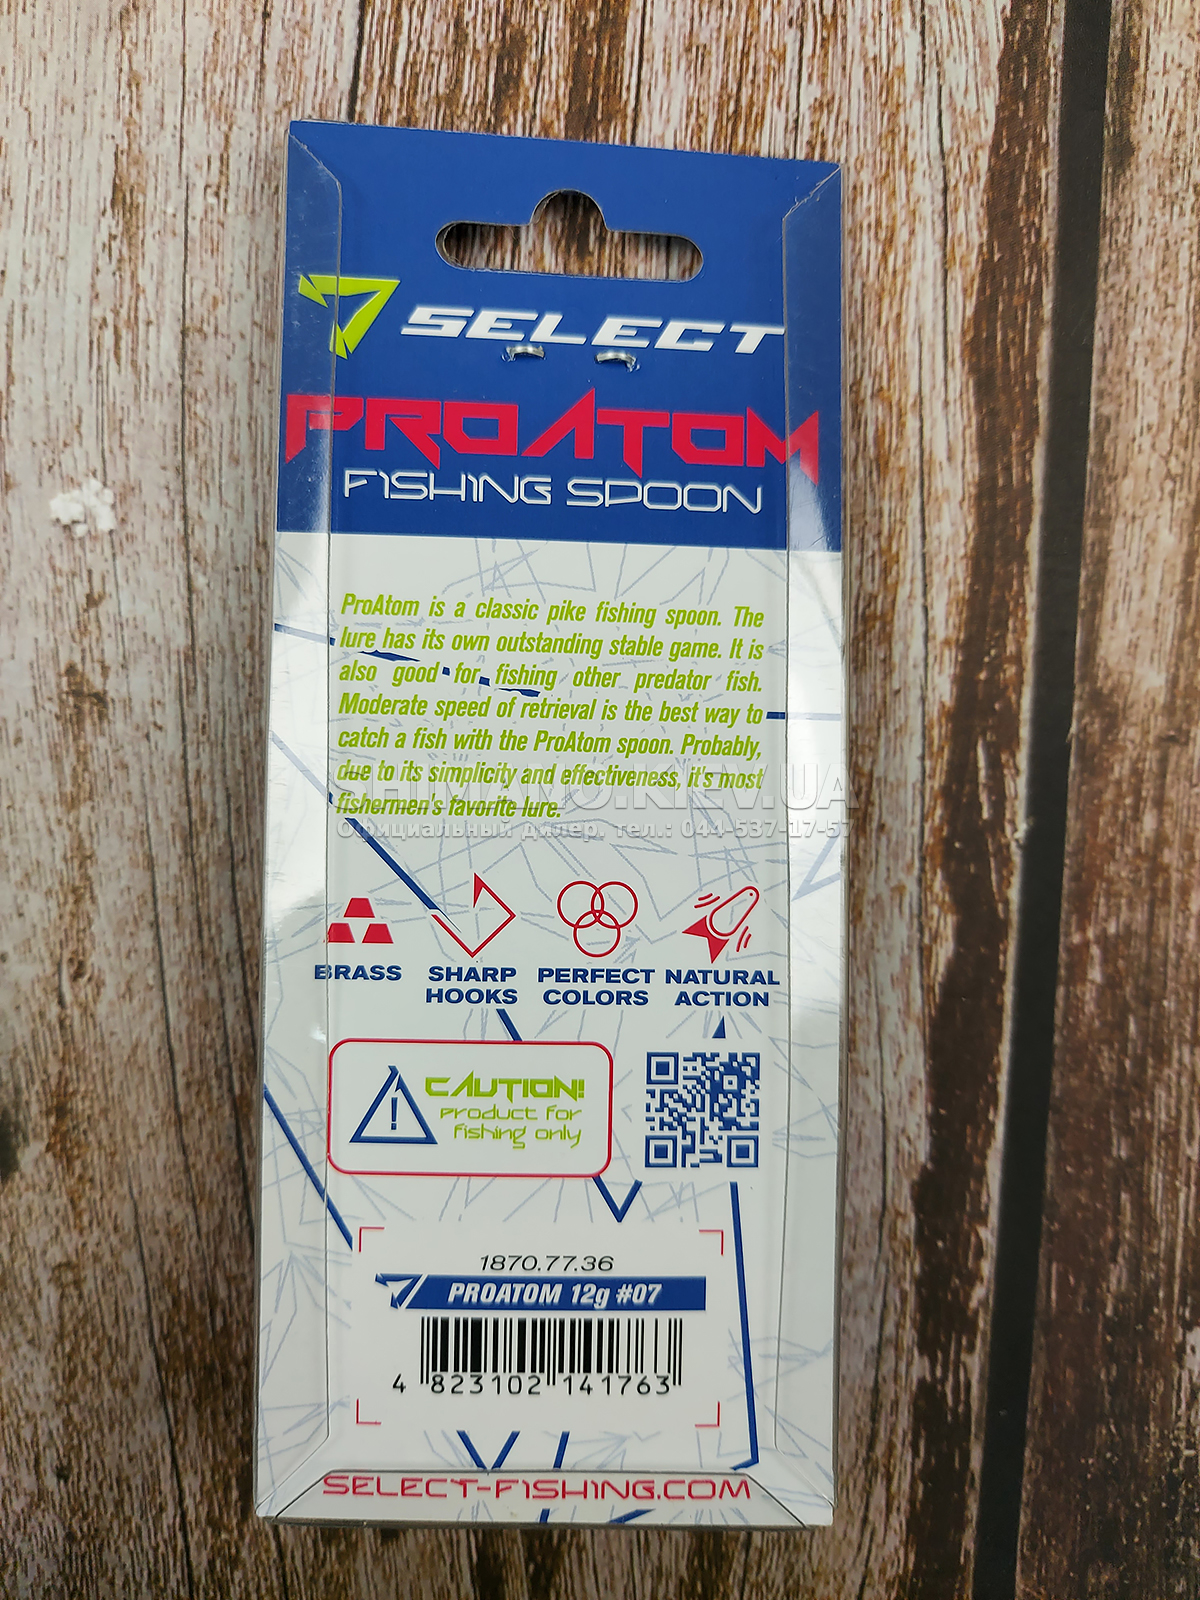 SELECT
PROATOM
FISHING SPOON
ProAtom is a classic pike fishing spoon. The
lure has its own outstanding stable game. It is
also good for fishing other predator fish.
Moderate speed of retrieval is the best way to
catch a fish with the ProAtom spoon. Probably,
due to its simplicity and effectiveness, it's most
fishermen's favorite lure.
SHIMANO.KIEV.UA
Официальный дилер, тел.: 044-537-17-57
BRASS
SHARP
HOOKS
PERFECT
COLORS
NATURAL
ACTION
CAUTION!
product for
fishing only
1870.77.36
PROATOM 12g #07
4 823102 141763
SELECT-FISHING.COM